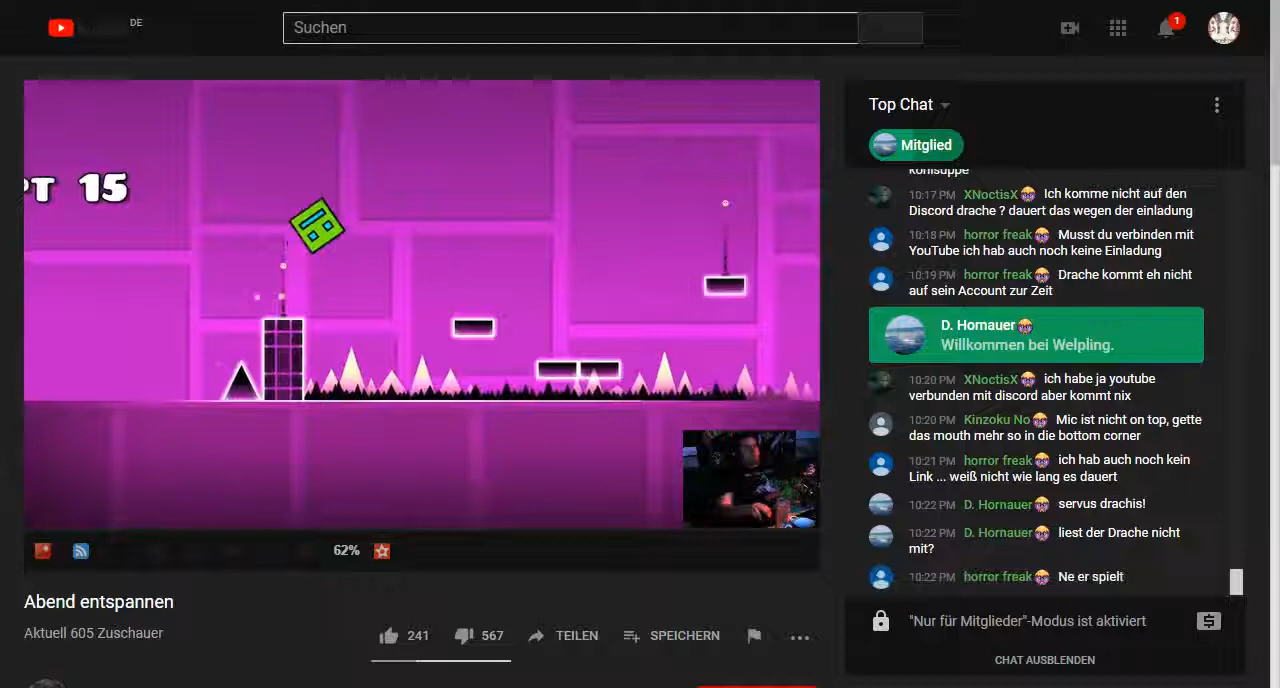 DE
Suchen
1
PT 15
62%
Abend entspannen
Aktuell 605 Zuschauer
241
567
TEILEN
SPEICHERN
Top Chat
Mitglied
kohlsuppe
10:17 PM XNoctisX Ich komme nicht auf den
Discord drache ? dauert das wegen der einladung
10:18 PM horror freak Musst du verbinden mit
YouTube ich hab auch noch keine Einladung
10:19 PM horror freak Drache kommt eh nicht
auf sein Account zur Zeit
D. Hornauer
Willkommen bei Welpling.
10:20 PM XNoctisX ich habe ja youtube
verbunden mit discord aber kommt nix
10:20 PM Kinzoku No Mic ist nicht on top, gette
das mouth mehr so in die bottom corner
10:21 PM horror freak ich hab auch noch kein
Link ... weiß nicht wie lang es dauert
10:22 PM D. Hornauer servus drachis!
10:22 PM D. Hornauer liest der Drache nicht
mit?
10:22 PM horror freak Ne er spielt
"Nur für Mitglieder"-Modus ist aktiviert
CHAT AUSBLENDEN